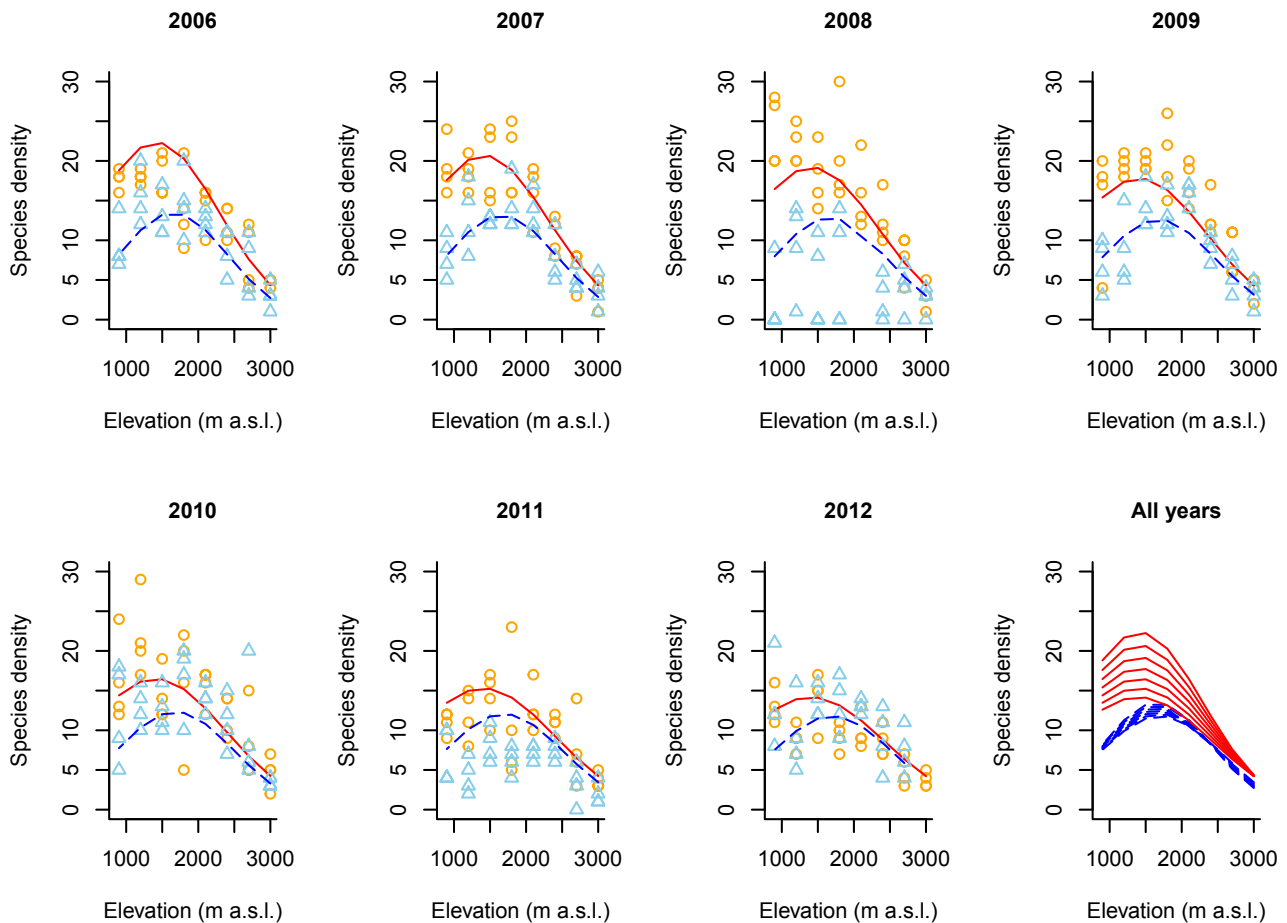 2006 2007 2008 2009
Species density Species density Species density Species density
30 30 30 30
20 20 20 20
10 10 10 10
5 5 5 5
0 0 0 0
1000 2000 3000 1000 2000 3000 1000 2000 3000 1000 2000 3000
Elevation (m a.s.l.) Elevation (m a.s.l.) Elevation (m a.s.l.) Elevation (m a.s.l.)
2010 2011 2012 All years
Species density Species density Species density Species density
30 30 30 30
20 20 20 20
10 10 10 10
5 5 5 5
0 0 0 0
1000 2000 3000 1000 2000 3000 1000 2000 3000 1000 2000 3000
Elevation (m a.s.l.) Elevation (m a.s.l.) Elevation (m a.s.l.) Elevation (m a.s.l.)